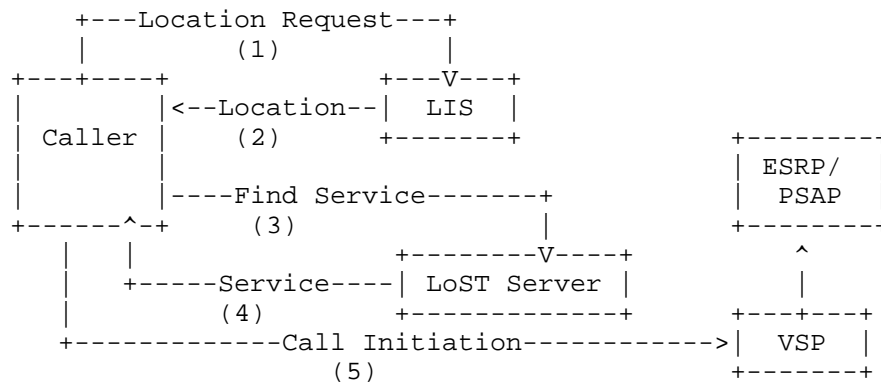 +---Location Request---+
|         (1)          |
+---+----+              +---V---+
|        |<--Location--|  LIS  |
| Caller |    (2)      +-------+          +--------
|        |                                | ESRP/
|        |----Find Service-------+        |  PSAP
+------^-+     (3)               |        +--------
|    |                  +--------V----+       ^
|    +-----Service----| LoST Server |       |
|         (4)           +-------------+   +---+---+
+-------------Call Initiation------------>|  VSP  |
(5)                        +-------+